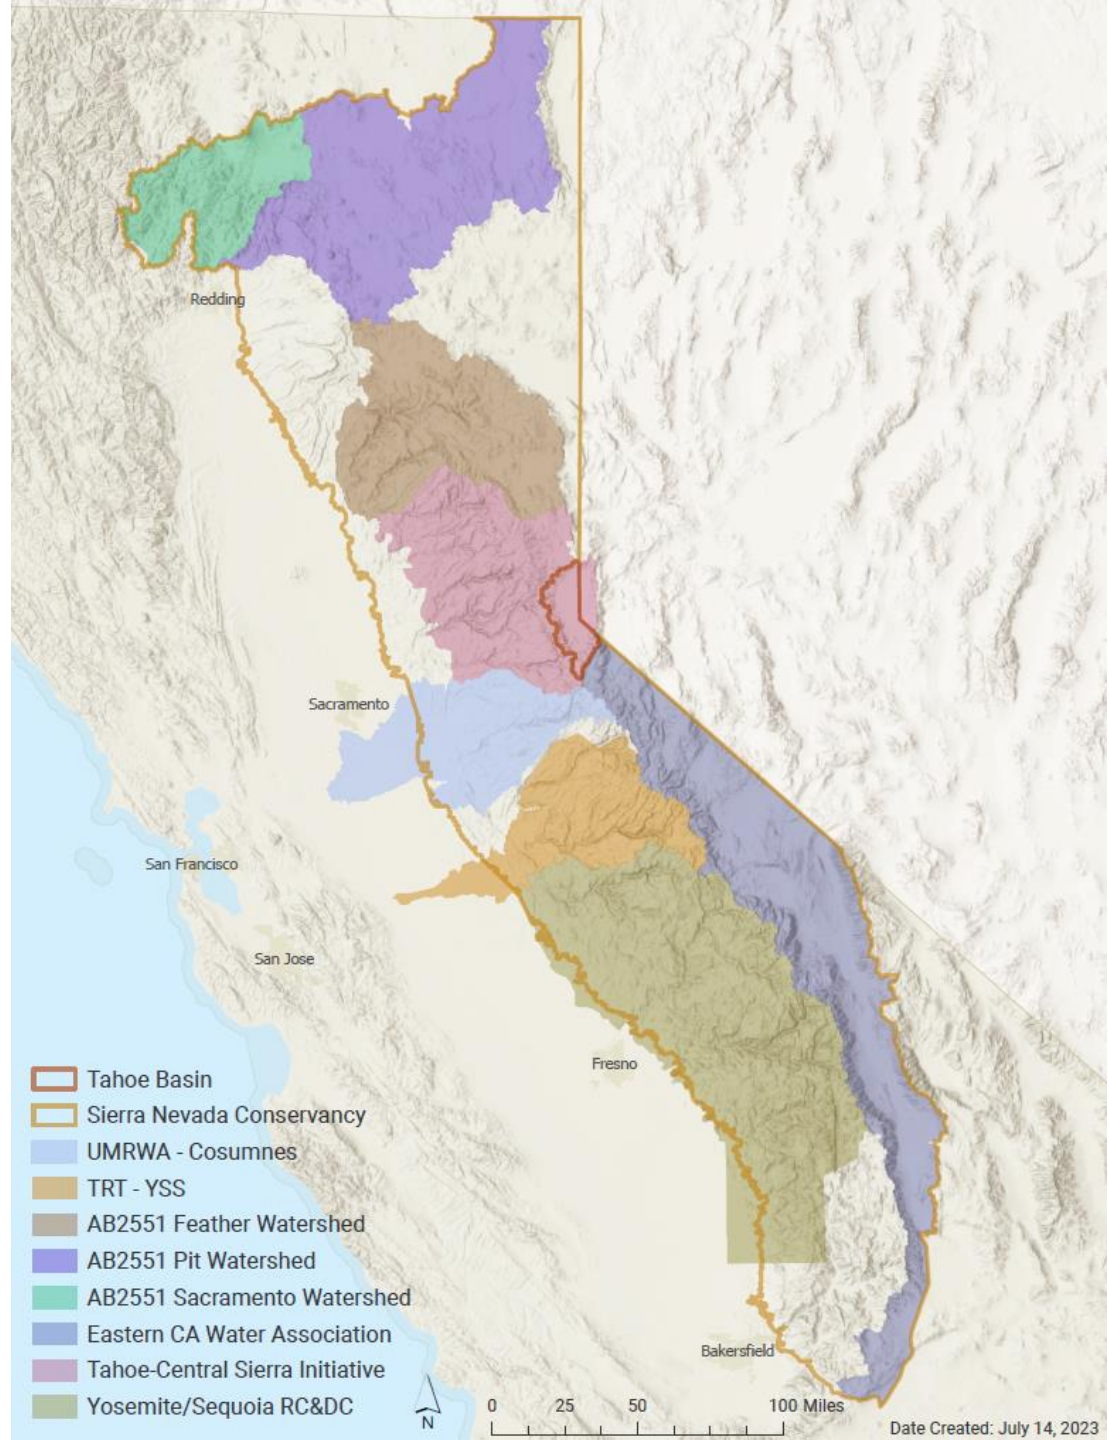 Redding
Sacramento
San Francisco
San Jose
Fresno
Bakersfield
Tahoe Basin
Sierra Nevada Conservancy
UMRWA - Cosumnes
TRT - YSS
AB2551 Feather Watershed
AB2551 Pit Watershed
AB2551 Sacramento Watershed
Eastern CA Water Association
Tahoe-Central Sierra Initiative
Yosemite/Sequoia RC&DC
N
0 25 50 100 Miles
Date Created: July 14, 2023